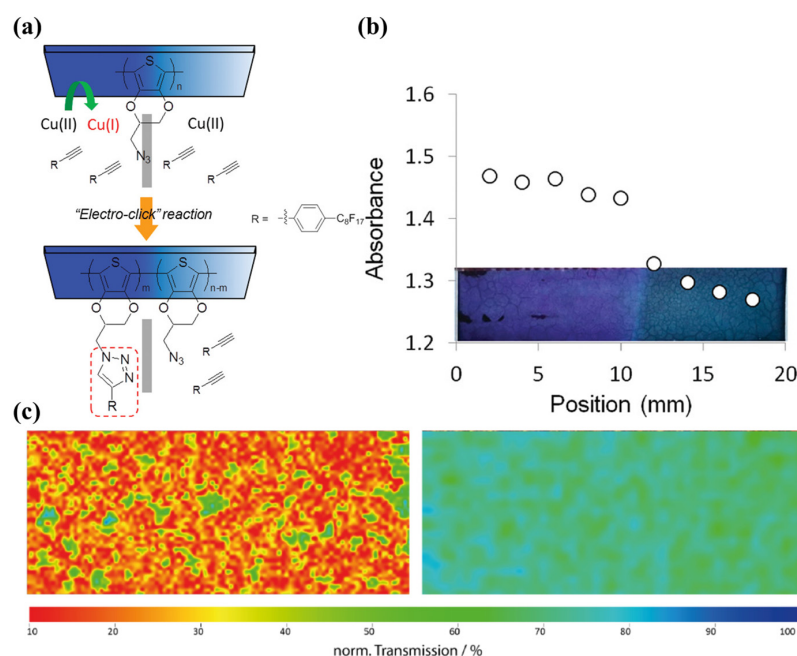 (a)
(b)
S
n
O
O
Cu(II)
Cu(I)
Cu(II)
N3
R
R
R
R
"Electro-click" reaction
R =
C8F17
S
S
m
n-m
O
O
O
O
N
N
N
N3
R
R
R
1.6
1.5
1.4
1.3
1.2
Absorbance
0
5
10
15
20
Position (mm)
(c)
10
20
30
40
50
60
70
80
90
100
norm. Transmission / %